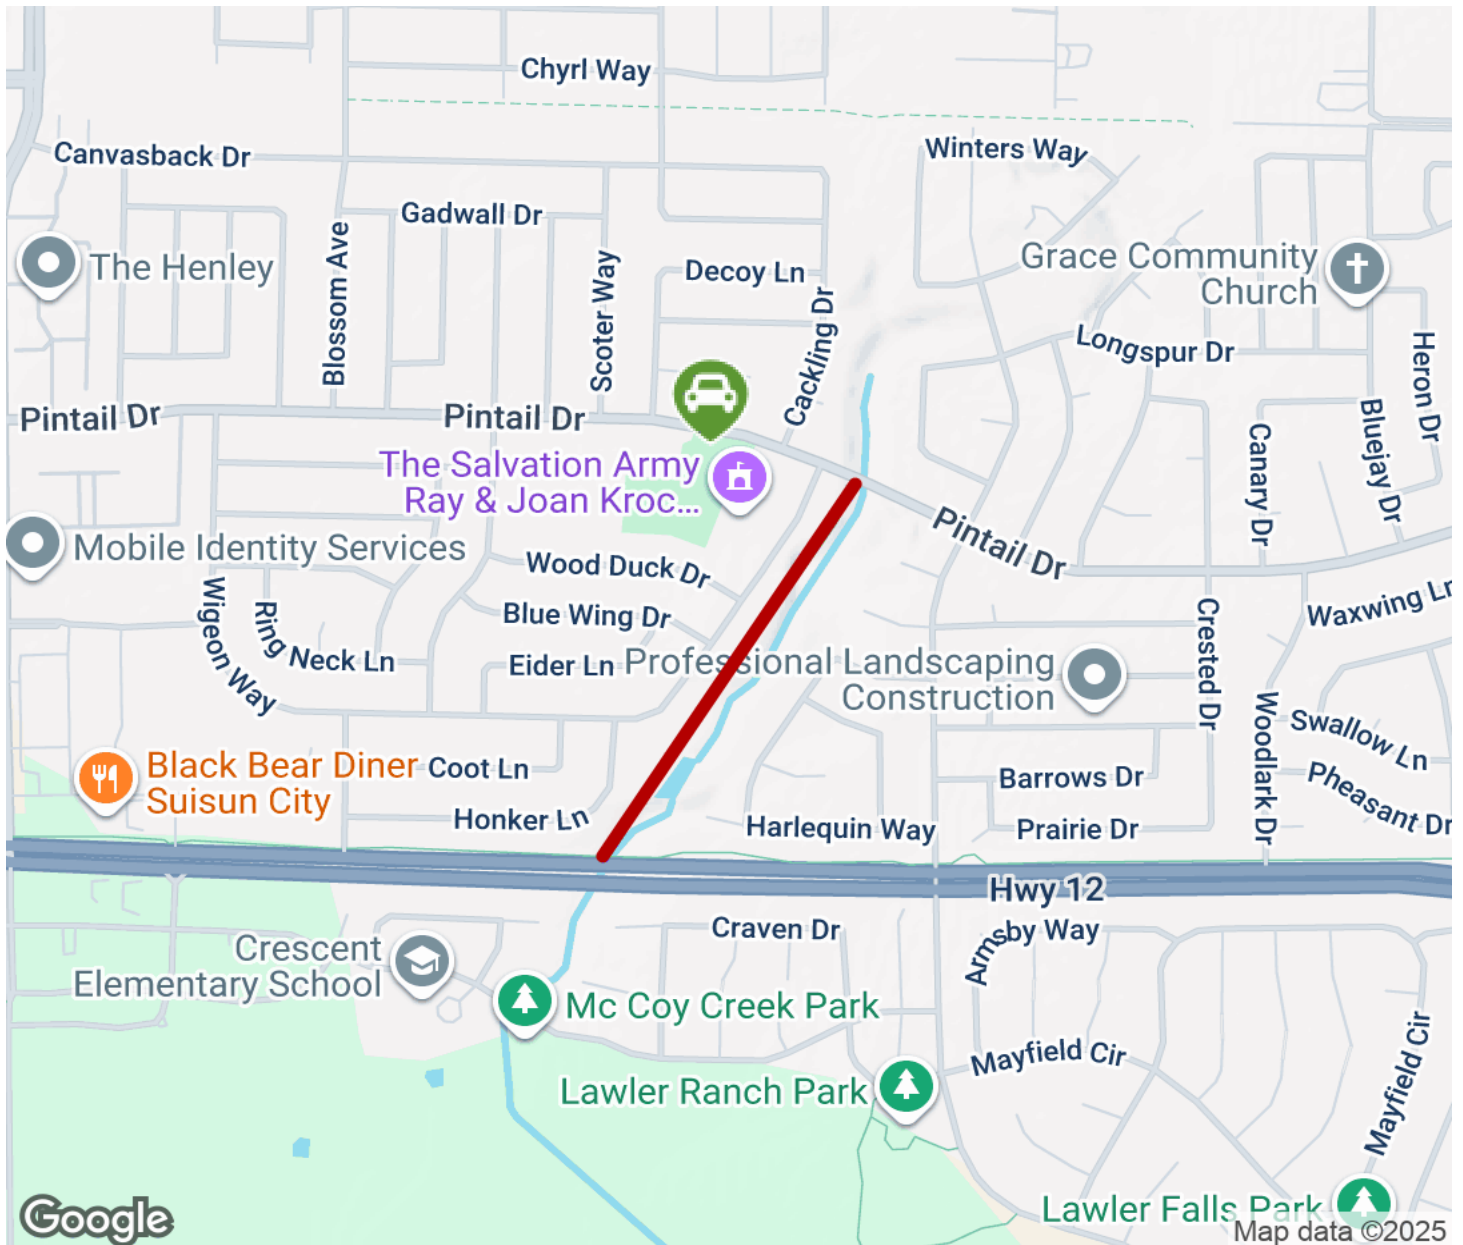 Chyrl Way
Canvasback Dr
Winters Way
Gadwall Dr
Blossom Ave
The Henley
Scoter Way
Decoy Ln
Cackling Dr
Grace Community
Church
Longspur Dr
Heron Dr
Pintail Dr
Pintail Dr
Bluejay Dr
Canary Dr
The Salvation Army
Ray & Joan Kroc...
Pintail Dr
Mobile Identity Services
Wood Duck Dr
Wigeon Way
Ring
Neck Ln
Blue Wing Dr
Eider Ln
Crested Dr
Waxwing Ln
Professional Landscaping
Construction
Woodlark Dr
Swallow Ln
Pheasant Dr
Black Bear Diner
Suisun City
Coot Ln
Honker Ln
Barrows Dr
Harlequin Way
Prairie Dr
Hwy 12
Craven Dr
Armsby Way
Crescent
Elementary School
Mc Coy Creek Park
Mayfield Cir
Mayfield Cir
Lawler Ranch Park
Lawler Falls Park
Google
Map data ©2025